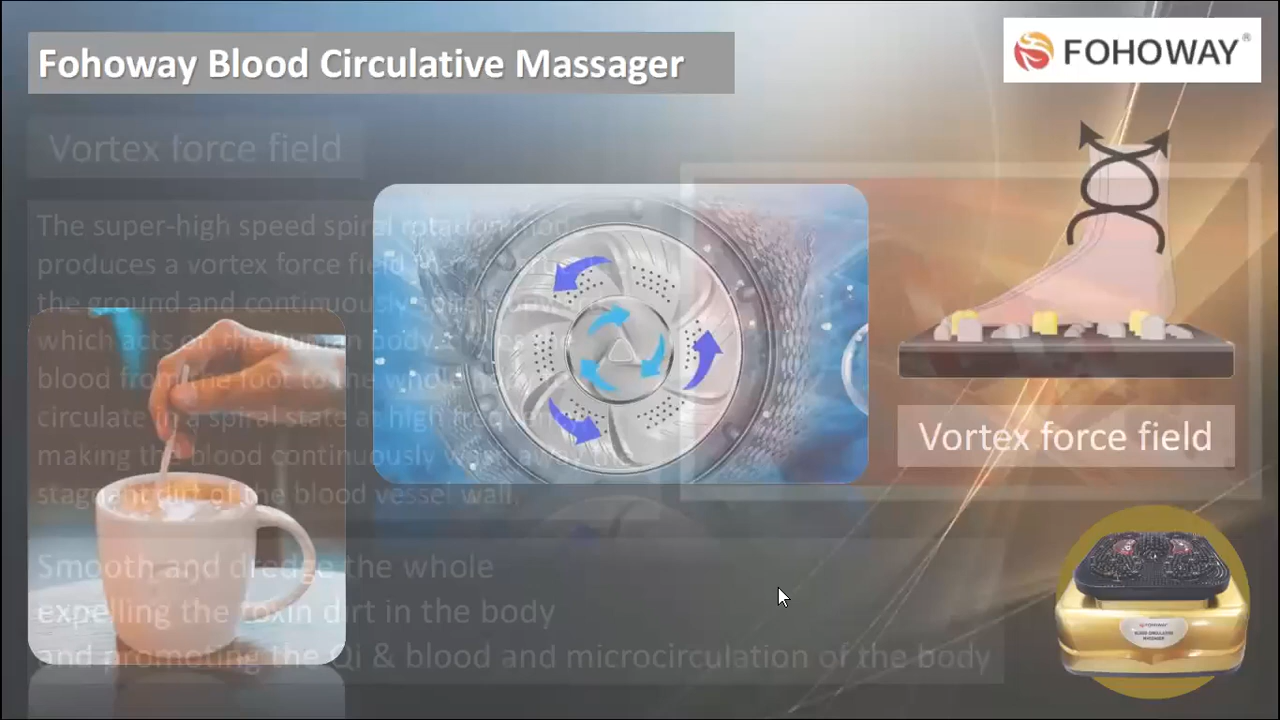 Fohoway Blood Circulative Massager
FOHOWAY®
Vortex force field
The super-high speed spiral rotation
produces a vortex force field
the ground and continuously
which acts on the human body
blood from the foot to the whole
circulate in a spiral state at high
making the blood continuously
stagnant dirt of the blood vessel wall,
Smooth and dredge the whole
expelling the toxin dirt in the body
and promoting the Qi & blood and microcirculation of the body
Vortex force field
FOHOWAY
BLOOD CIRCULATIVE
MASSAGER